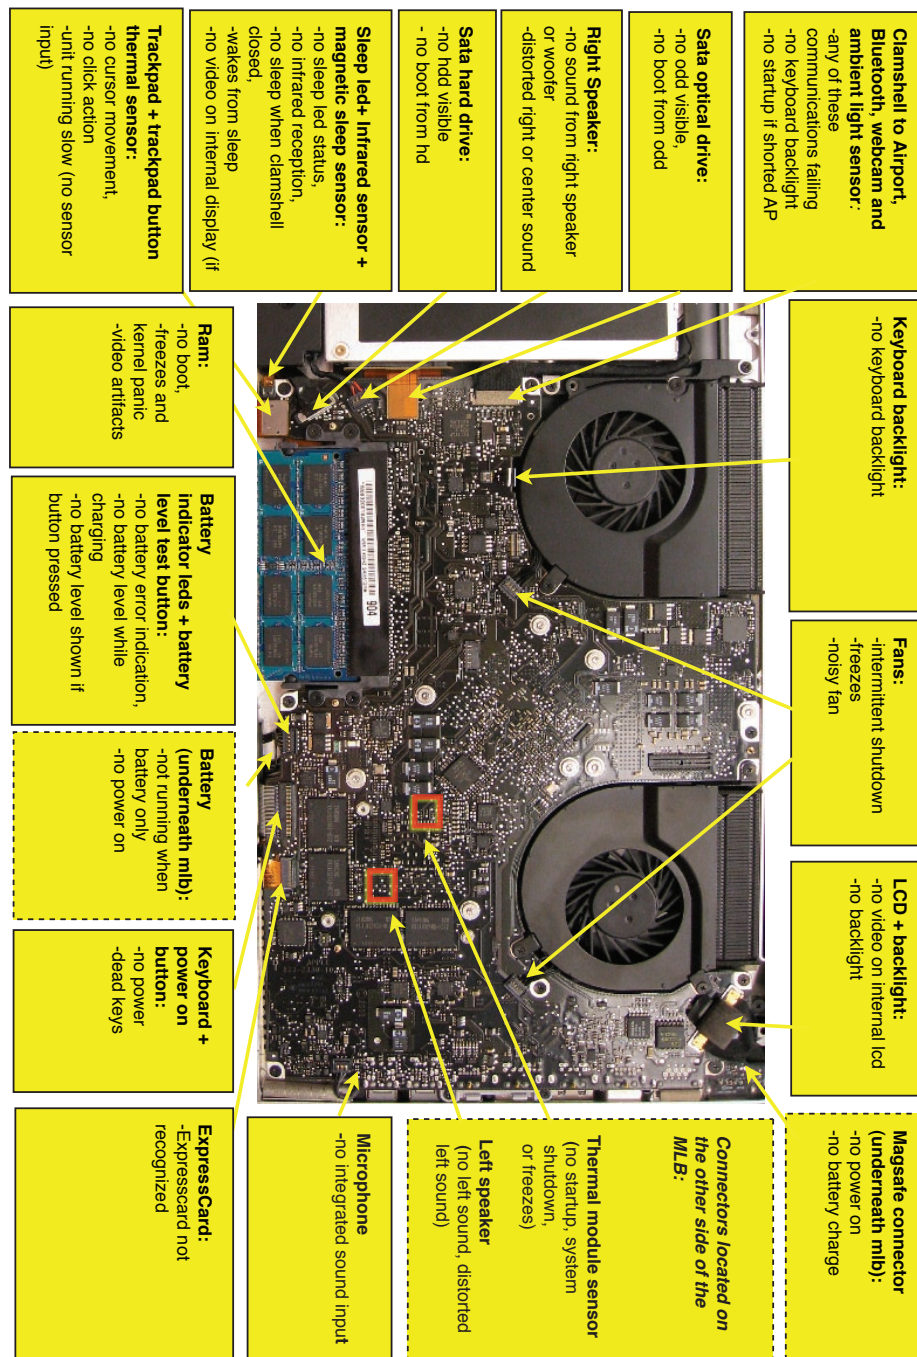 Clamshell to Airport,
Bluetooth, webcam and
ambient light sensor:
-any of these
communications failing
-no keyboard backlight
-no startup if shorted AP
Sata optical drive:
-no odd visible,
-no boot from odd
Right Speaker:
-no sound from right speaker
or woofer
-distorted right or center sound
Sata hard drive:
-no hdd visible
- no boot from hd
Sleep led+ Infrared sensor +
magnetic sleep sensor:
-no sleep led status,
-no infrared reception,
-no sleep when clamshell
closed,
-wakes from sleep
-no video on internal display (if
Trackpad + trackpad button
thermal sensor:
-no cursor movement,
-no click action
-unit running slow (no sensor
input)
Keyboard backlight
-no keyboard backlight
Ram:
-no boot,
-freezes and
kernel panic
-video artifacts
904
Fans:
-intermittent shutdown
-freezes
-noisy fan
Battery
indicator leds + battery
level test button:
-no battery error indication,
-no battery level while
charging
-no battery level shown if
button pressed
Battery
(underneath mlb):
-not running when
battery only
-no power on
LCD + backlight:
-no video on internal lcd
-no backlight
Keyboard +
power on
button:
-no power
-dead keys
Magsafe connector
(underneath mlb):
-no power on
-no battery charge
Connectors located on
the other side of the
MLB:
Thermal module sensor
(no startup, system
shutdown,
or freezes)
Left speaker
(no left sound, distorted
left sound)
Microphone
-no integrated sound input
ExpressCard:
-Expresscard not
recognized